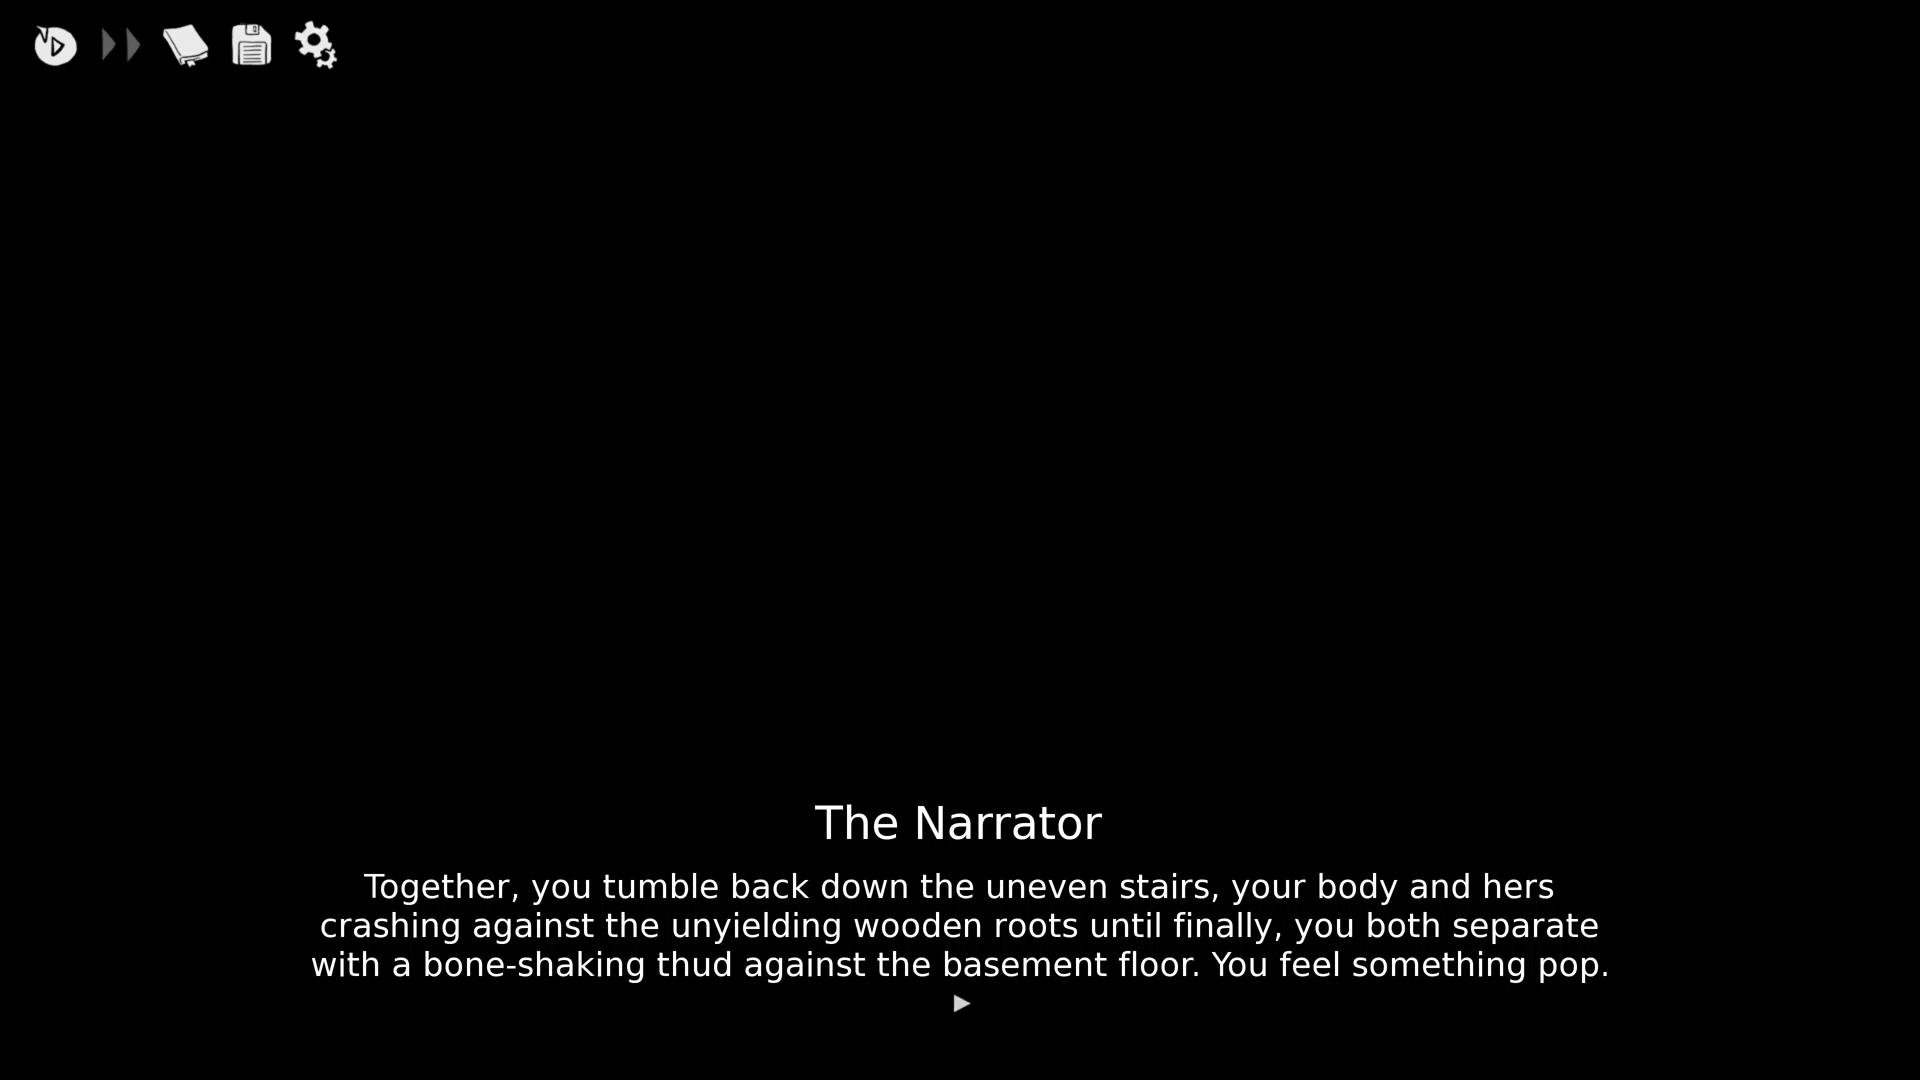 The Narrator
Together, you tumble back down the uneven stairs, your body and hers
crashing against the unyielding wooden roots until finally, you both separate
with a bone-shaking thud against the basement floor. You feel something pop.